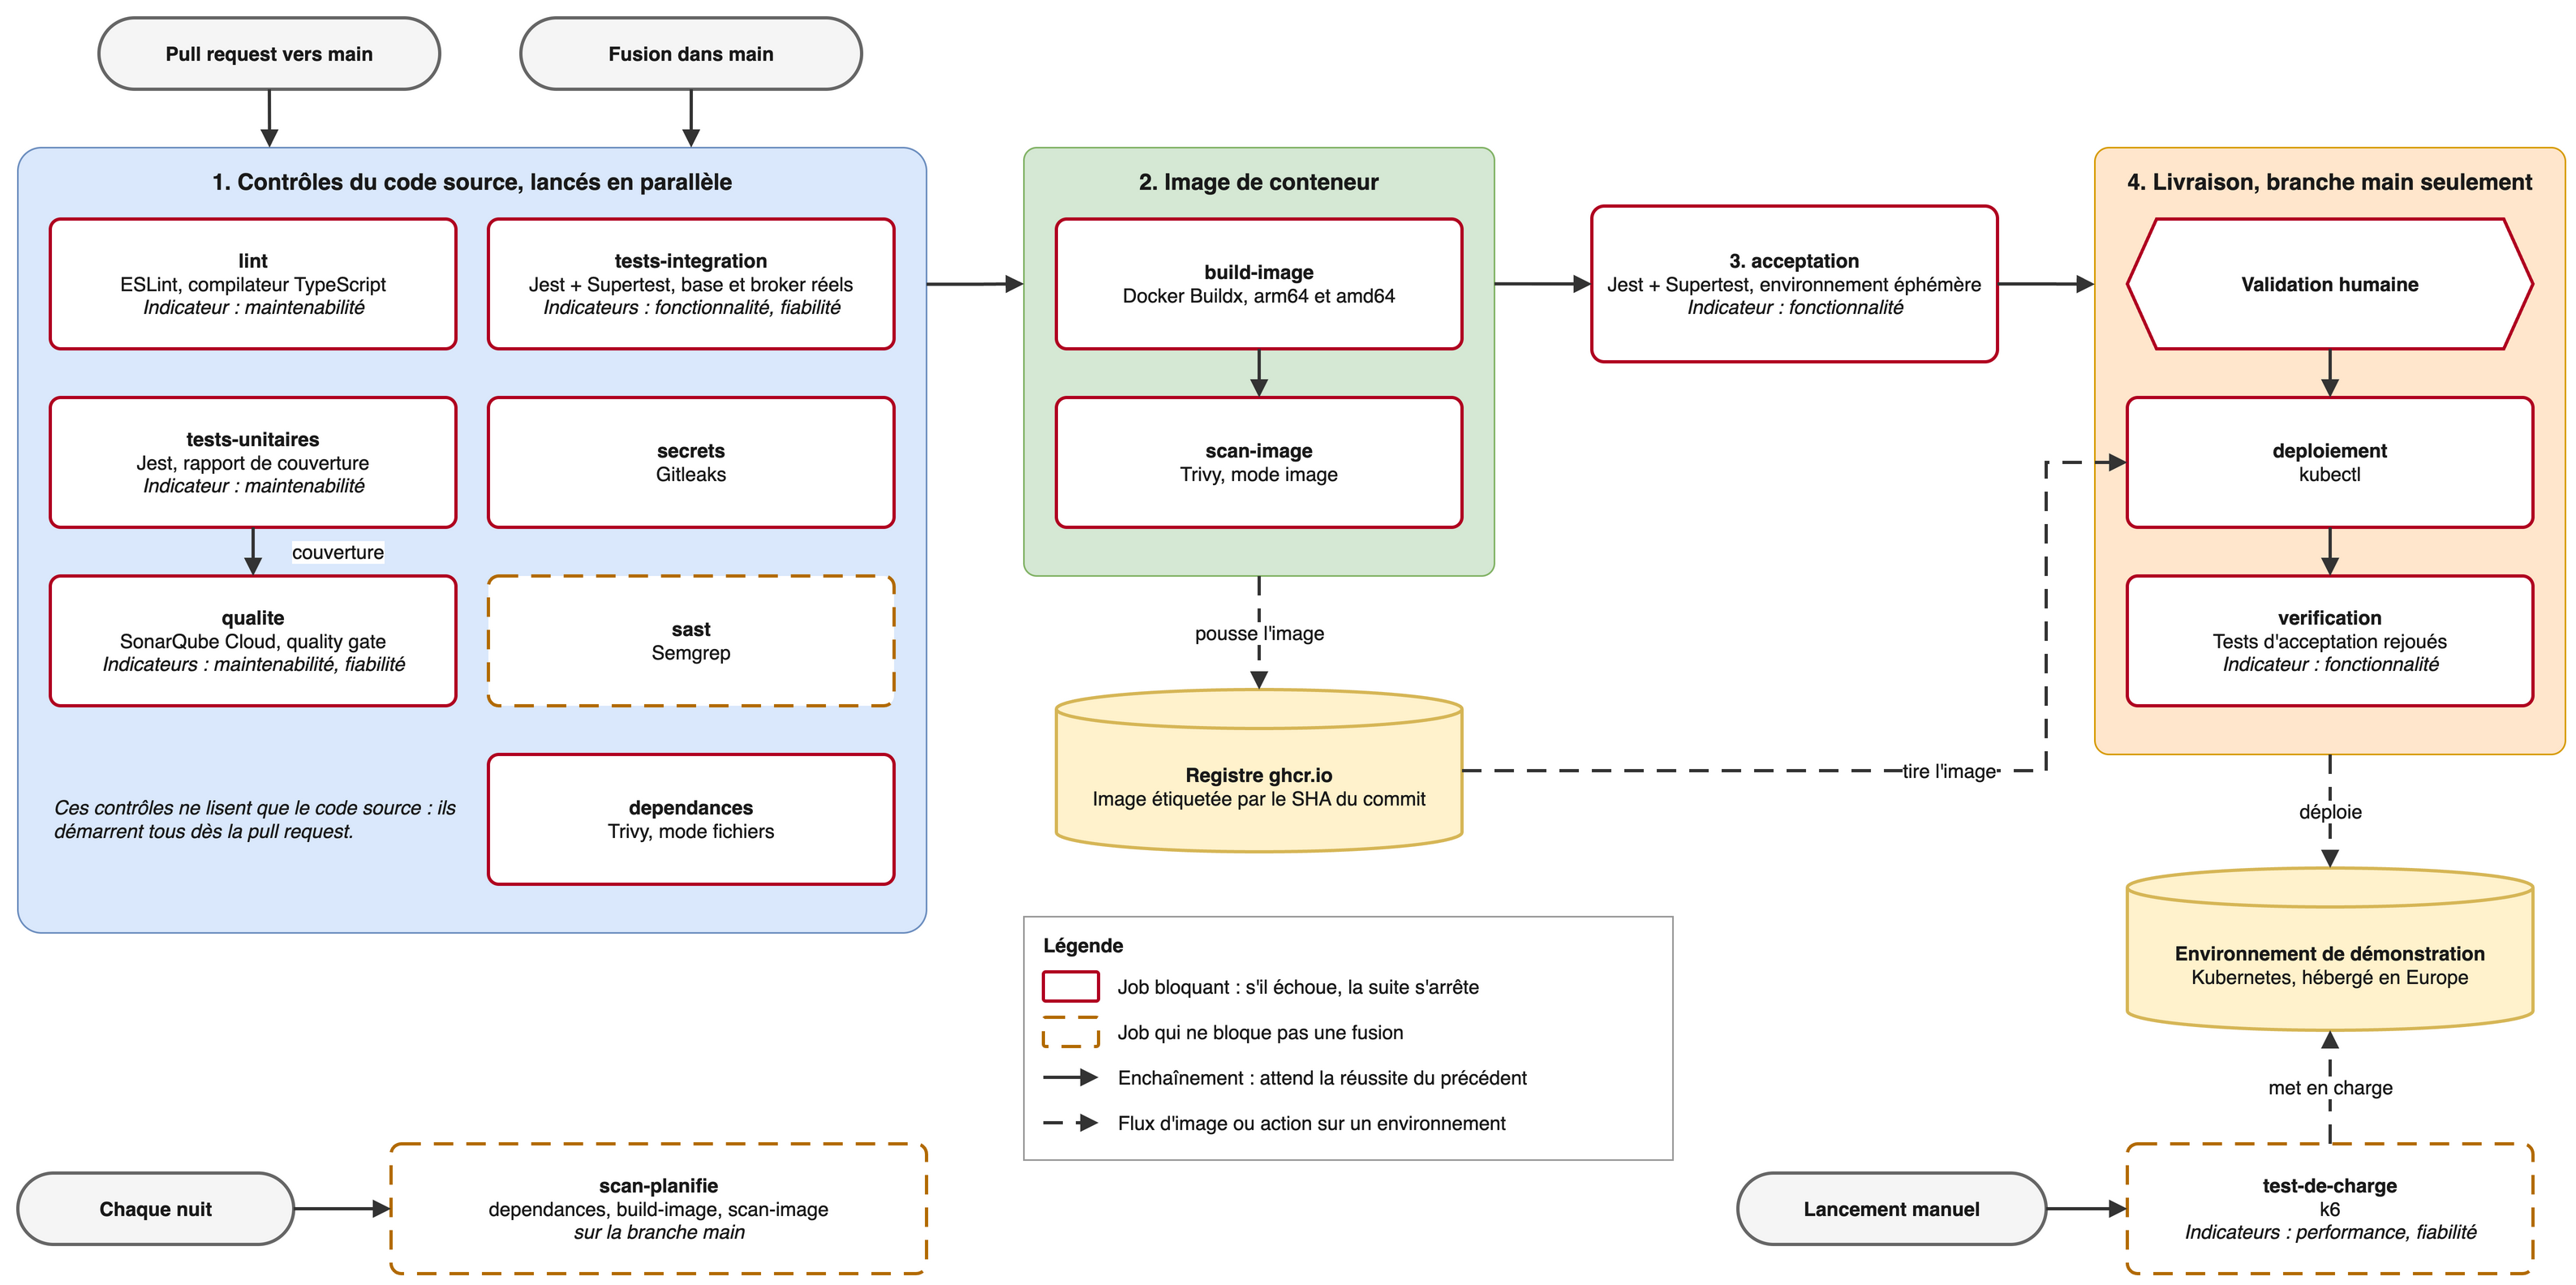 Pull request vers main
Fusion dans main
1. Contrôles du code source, lancés en parallèle
lint
ESLint, compilateur TypeScript
Indicateur : maintenabilité
tests-integration
Jest + Supertest, base et broker réels
Indicateurs : fonctionnalité, fiabilité
tests-unitaires
Jest, rapport de couverture
Indicateur : maintenabilité
secrets
Gitleaks
couverture
qualite
SonarQube Cloud, quality gate
Indicateurs : maintenabilité, fiabilité
sast
Semgrep
Ces contrôles ne lisent que le code source : ils
démarrent tous dès la pull request.
dependances
Trivy, mode fichiers
2. Image de conteneur
build-image
Docker Buildx, arm64 et amd64
scan-image
Trivy, mode image
pousse l'image
Registre ghcr.io
Image étiquetée par le SHA du commit
tire l'image
3. acceptation
Jest + Supertest, environnement éphémère
Indicateur : fonctionnalité
4. Livraison, branche main seulement
Validation humaine
deploiement
kubectl
verification
Tests d'acceptation rejoués
Indicateur : fonctionnalité
déploie
Environnement de démonstration
Kubernetes, hébergé en Europe
met en charge
Légende
Job bloquant : s'il échoue, la suite s'arrête
Job qui ne bloque pas une fusion
Enchaînement : attend la réussite du précédent
Flux d'image ou action sur un environnement
Chaque nuit
scan-planifie
dependances, build-image, scan-image
sur la branche main
Lancement manuel
test-de-charge
k6
Indicateurs : performance, fiabilité